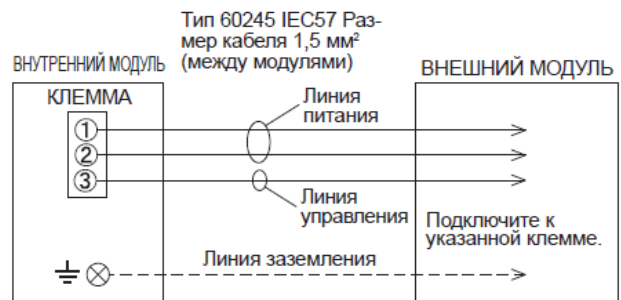 Тип 60245 IEC57 Раз-
мер кабеля 1,5 мм²
(между модулями)
ВНУТРЕННИЙ МОДУЛЬ
ВНЕШНИЙ МОДУЛЬ
КЛЕММА
Линия
питания
1
2
3
Линия
управления
Подключите к
указанной клемме.
Линия заземления